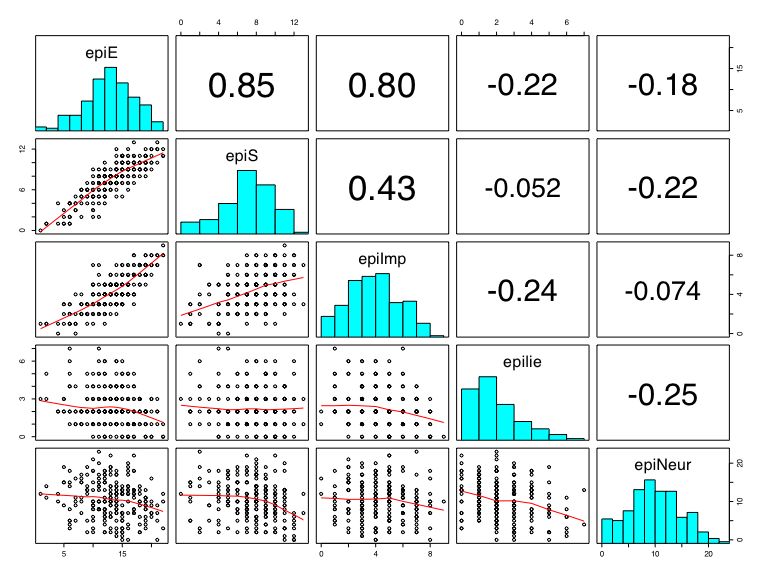 0 2 4 6 8 12
0 2 4 6
epiE
0.85
0.80
-0.22
-0.18
5 15
0 6 12
epiS
0.43
-0.052
-0.22
epiImp
-0.24
-0.074
0 4 8
0 3 6
epilie
-0.25
epiNeur
0 10 20
5 15
0 4 8
0 10 20